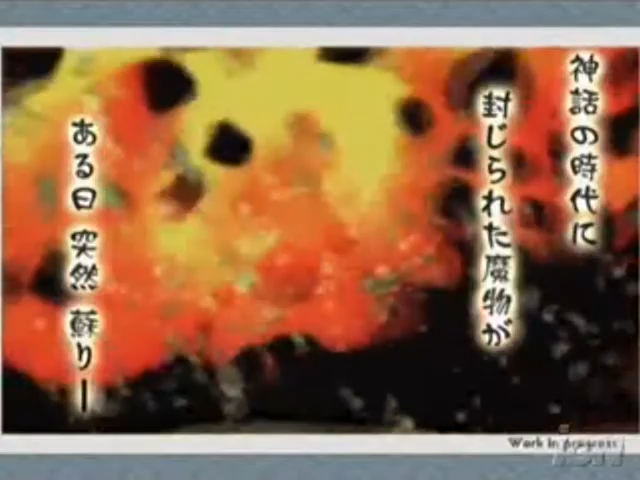 神話の時代に
封じられた魔物が
ある日 突然 蘇りー
Work in progress
IGN